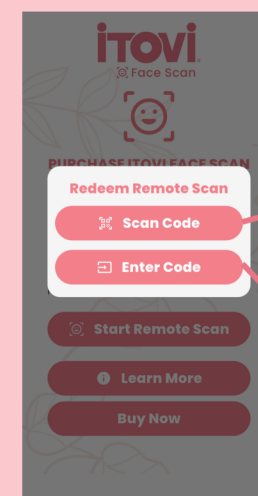 iTOVi
Face Scan
PURCHASE ITOVI FACE SCAN
Redeem Remote Scan
Scan Code
Enter Code
Start Remote Scan
Learn More
Buy Now